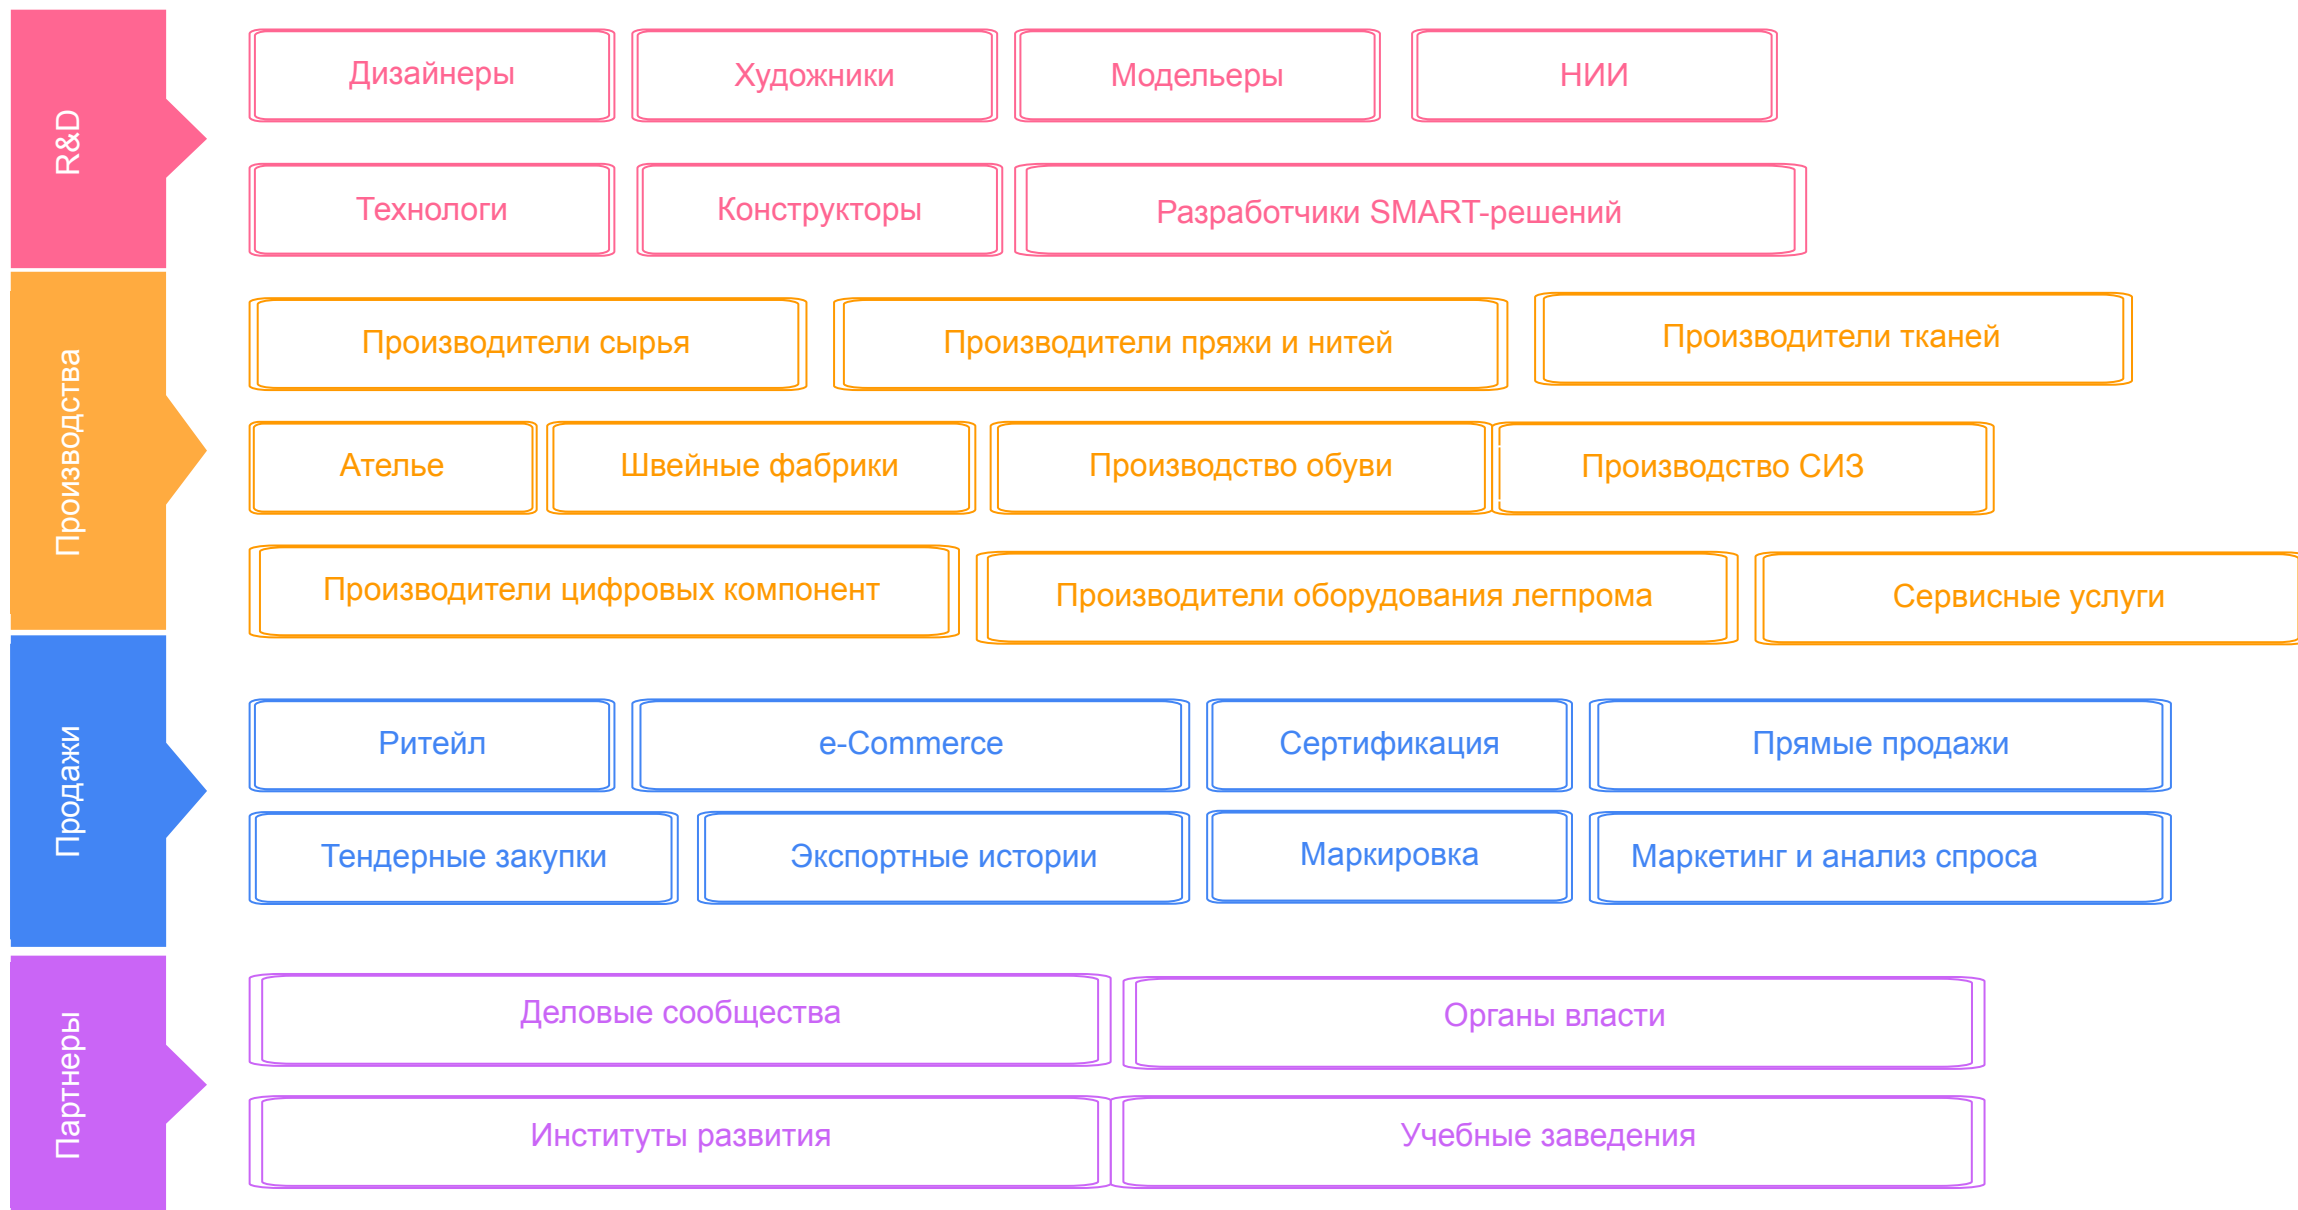 R&D
Дизайнеры
Художники
Модельеры
НИИ
Технологи
Конструкторы
Разработчики SMART-решений
Производства
Производители сырья
Производители пряжи и нитей
Производители тканей
Ателье
Швейные фабрики
Производство обуви
Производство СИЗ
Производители цифровых компонент
Производители оборудования легпрома
Сервисные услуги
Продажи
Ритейл
e-Commerce
Сертификация
Прямые продажи
Тендерные закупки
Экспортные истории
Маркировка
Маркетинг и анализ спроса
Партнеры
Деловые сообщества
Органы власти
Институты развития
Учебные заведения